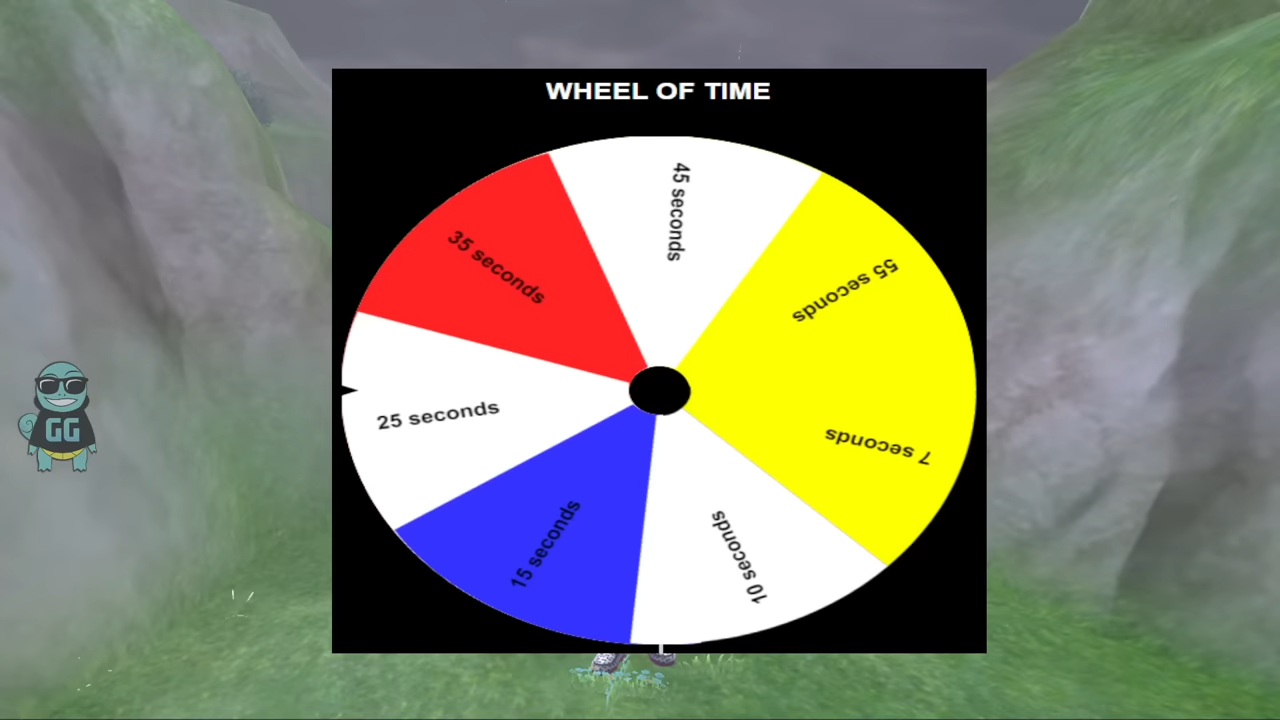 WHEEL OF TIME
45 seconds
35 seconds
55 seconds
25 seconds
7 seconds
15 seconds
10 seconds
GG